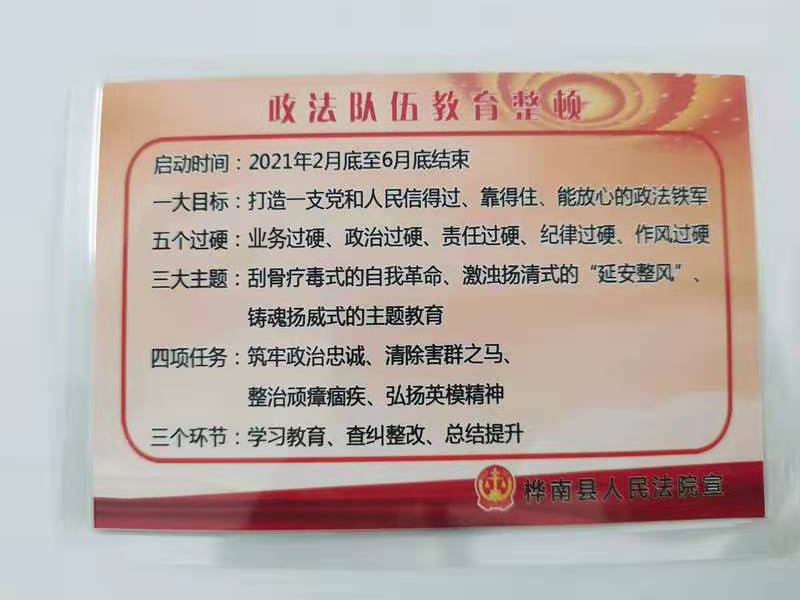 政法队伍教育整顿
启动时间：2021年2月底至6月底结束
一大目标：打造一支党和人民信得过、靠得住、能放心的政法铁军
五个过硬：业务过硬、政治过硬、责任过硬、纪律过硬、作风过硬
三大主题：刮骨疗毒式的自我革命、激浊扬清式的“延安整风”、
铸魂扬威式的主题教育
四项任务：筑牢政治忠诚、清除害群之马、
整治顽瘴痼疾、弘扬英模精神
三个环节：学习教育、查纠整改、总结提升
桦南县人民法院宣